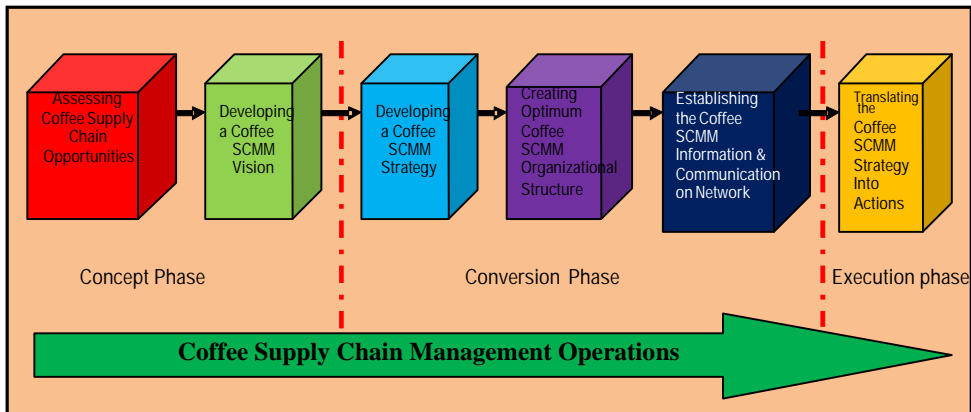 Assessing
Coffee Supply
Chain
Opportunities
Developing
a Coffee
SCMM
Vision
Developing
a Coffee
SCMM
Strategy
Creating
Optimum
Coffee
SCMM
Organizational
Structure
Establishing
the Coffee
SCMM
Information &
Communication
on Network
Translating
the
Coffee
SCMM
Strategy
Into
Actions
Concept Phase
Conversion Phase
Execution phase
Coffee Supply Chain Management Operations